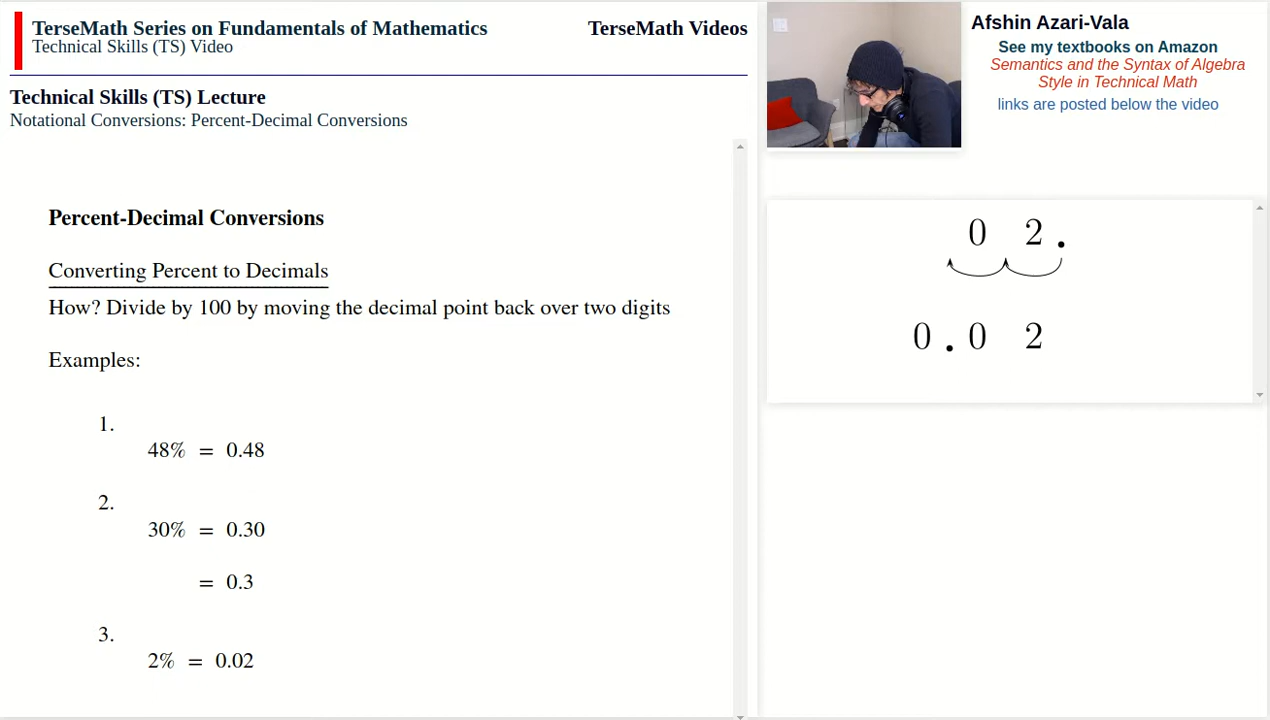 TerseMath Series on Fundamentals of Mathematics
TerseMath Videos
Technical Skills (TS) Video
Technical Skills (TS) Lecture
Notational Conversions: Percent-Decimal Conversions
Percent-Decimal Conversions
Converting Percent to Decimals
How? Divide by 100 by moving the decimal point back over two digits
Examples:
1.
48% = 0.48
2.
30% = 0.30
= 0.3
3.
2% = 0.02
Afshin Azari-Vala
See my textbooks on Amazon
Semantics and the Syntax of Algebra
Style in Technical Math
links are posted below the video
0 2 .
0 . 0 2